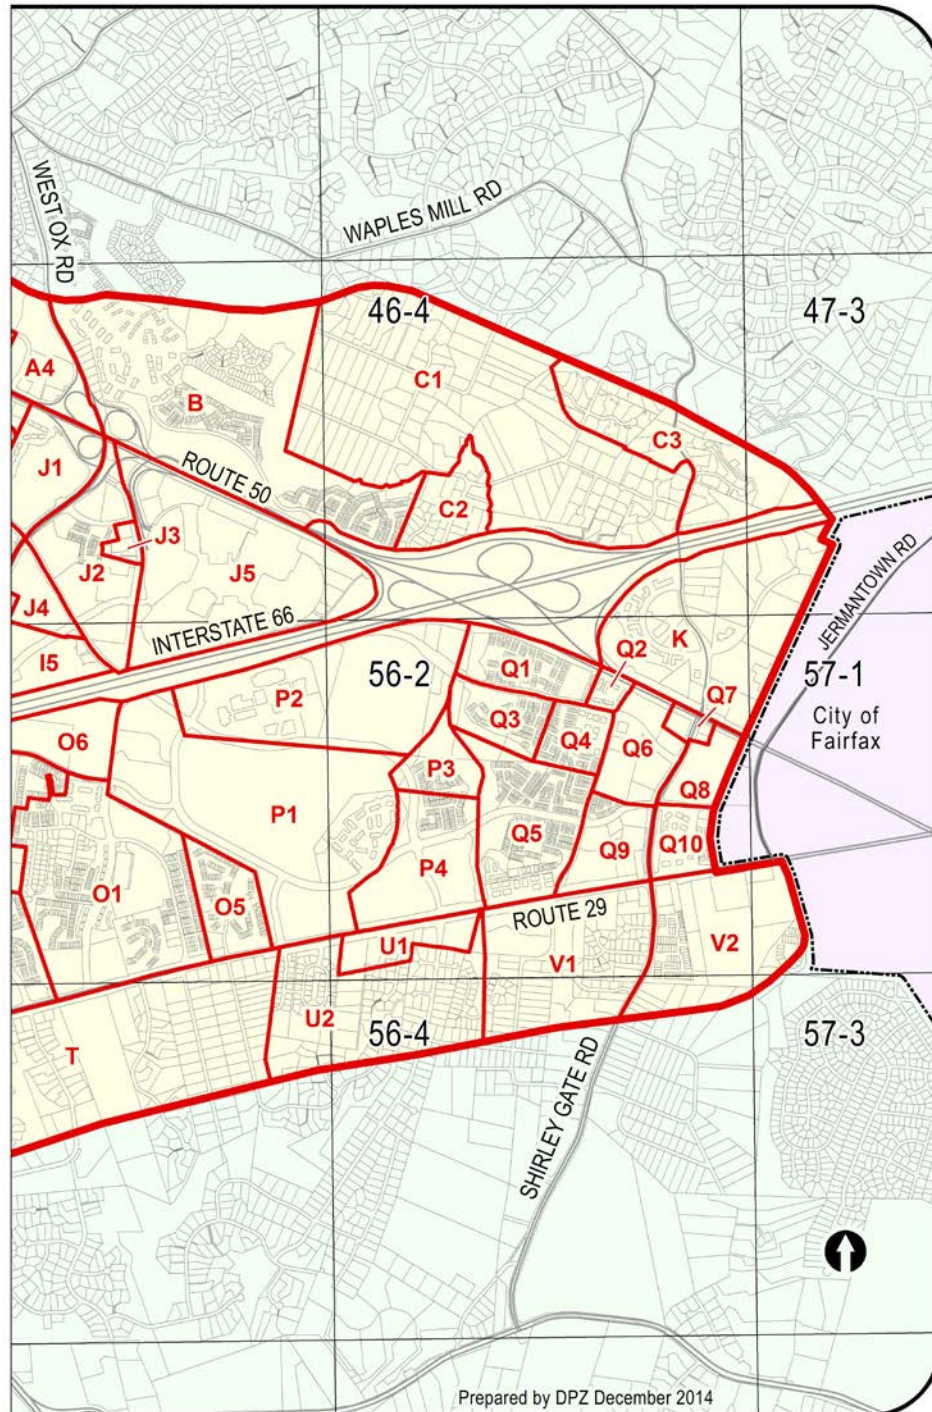 WEST OX RD
WAPLES MILL RD
46-4
47-3
A4
B
C1
C3
J1
ROUTE 50
C2
J3
J2
J5
J4
JERMANTOWN RD
INTERSTATE 66
I5
56-2
Q1
Q2
K
57-1
P2
Q7
City of
Fairfax
O6
Q3
Q4
Q6
P3
Q8
P1
Q5
Q9
Q10
P4
O1
O5
ROUTE 29
U1
V1
V2
U2
56-4
57-3
T
SHIRLEY GATE RD
Prepared by DPZ December 2014